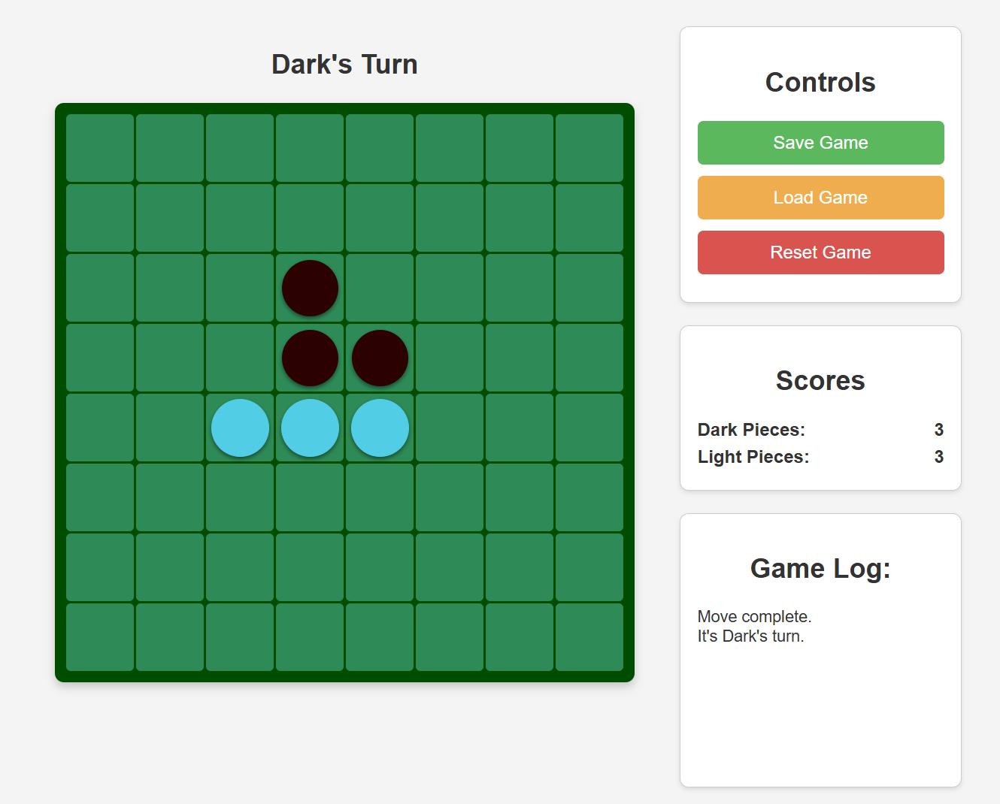 Dark's Turn
Controls
Save Game
Load Game
Reset Game
Scores
Dark Pieces: 3
Light Pieces: 3
Game Log:
Move complete.
It's Dark's turn.